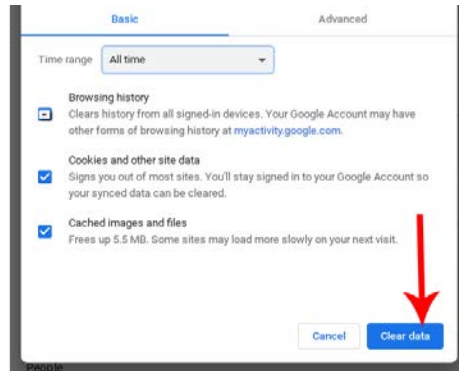 Basic Advanced
Time range All time
Browsing history
Clears history from all signed-in devices. Your Google Account may have
other forms of browsing history at myactivity.google.com.
Cookies and other site data
Signs you out of most sites. You'll stay signed in to your Google Account so
your synced data can be cleared.
Cached images and files
Frees up 5.5 MB. Some sites may load more slowly on your next visit.
Cancel Clear data
People